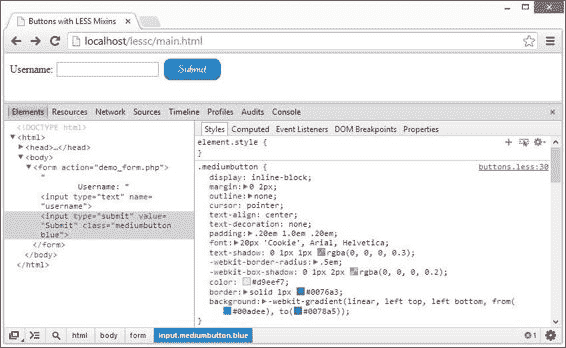 Buttons with LESS Mixins
localhost/lessc/main.html
Username:
Submit
Elements Resources Network Sources Timeline Profiles Audits Console
<!DOCTYPE html>
<html>
<head>…</head>
<body>
<form action="demo_form.php">
"
Username: "
<input type="text" name=
"username">
<input type="submit" value=
"Submit" class="mediumbutton
blue">
</form>
</body>
</html>
Styles Computed Event Listeners DOM Breakpoints Properties
element.style {
}
.mediumbutton { buttons.less:30
display: inline-block;
margin: 0 2px;
outline: none;
cursor: pointer;
text-align: center;
text-decoration: none;
padding: .20em 1.0em .20em;
font: 20px 'Cookie', Arial, Helvetica;
text-shadow: 0 1px 1px rgba(0, 0, 0, 0.3);
-webkit-border-radius: .5em;
-webkit-box-shadow: 0 1px 2px rgba(0, 0, 0, 0.2);
color: #d9eef7;
border: solid 1px #0076a3;
background: -webkit-gradient(linear, left top, left bottom, from(
#00adee), to( #0078a5));
}
html body form input.mediumbutton.blue 1